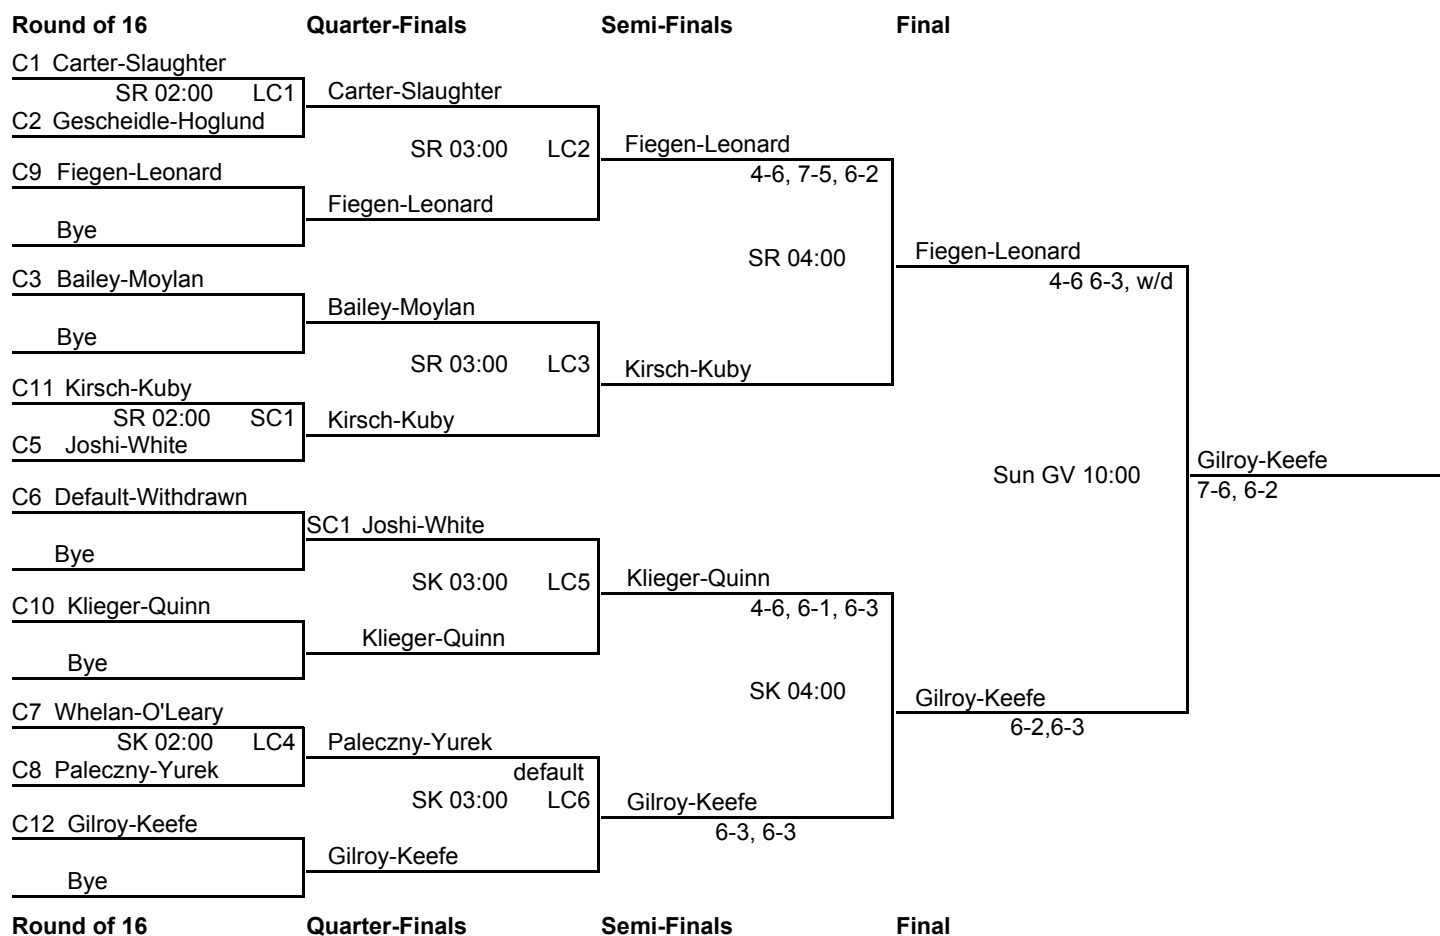 Round of 16 Quarter-Finals Semi-Finals Final
C1 Carter-Slaughter
SR 02:00 LC1
C2 Gescheidle-Hoglund
C9 Fiegen-Leonard
Bye
C3 Bailey-Moylan
Bye
C11 Kirsch-Kuby
SR 02:00 SC1
C5 Joshi-White
C6 Default-Withdrawn
Bye
C10 Klieger-Quinn
Bye
C7 Whelan-O'Leary
SK 02:00 LC4
C8 Paleczny-Yurek
C12 Gilroy-Keefe
Bye
Carter-Slaughter
SR 03:00 LC2
Fiegen-Leonard
Bailey-Moylan
SR 03:00 LC3
Kirsch-Kuby
SC1 Joshi-White
SK 03:00 LC5
Klieger-Quinn
Paleczny-Yurek
default
SK 03:00 LC6
Gilroy-Keefe
Fiegen-Leonard
4-6, 7-5, 6-2
SR 04:00
Kirsch-Kuby
Klieger-Quinn
4-6, 6-1, 6-3
SK 04:00
Gilroy-Keefe
6-3, 6-3
Fiegen-Leonard
4-6 6-3, w/d
Sun GV 10:00
Gilroy-Keefe
6-2,6-3
Gilroy-Keefe
7-6, 6-2
Round of 16 Quarter-Finals Semi-Finals Final